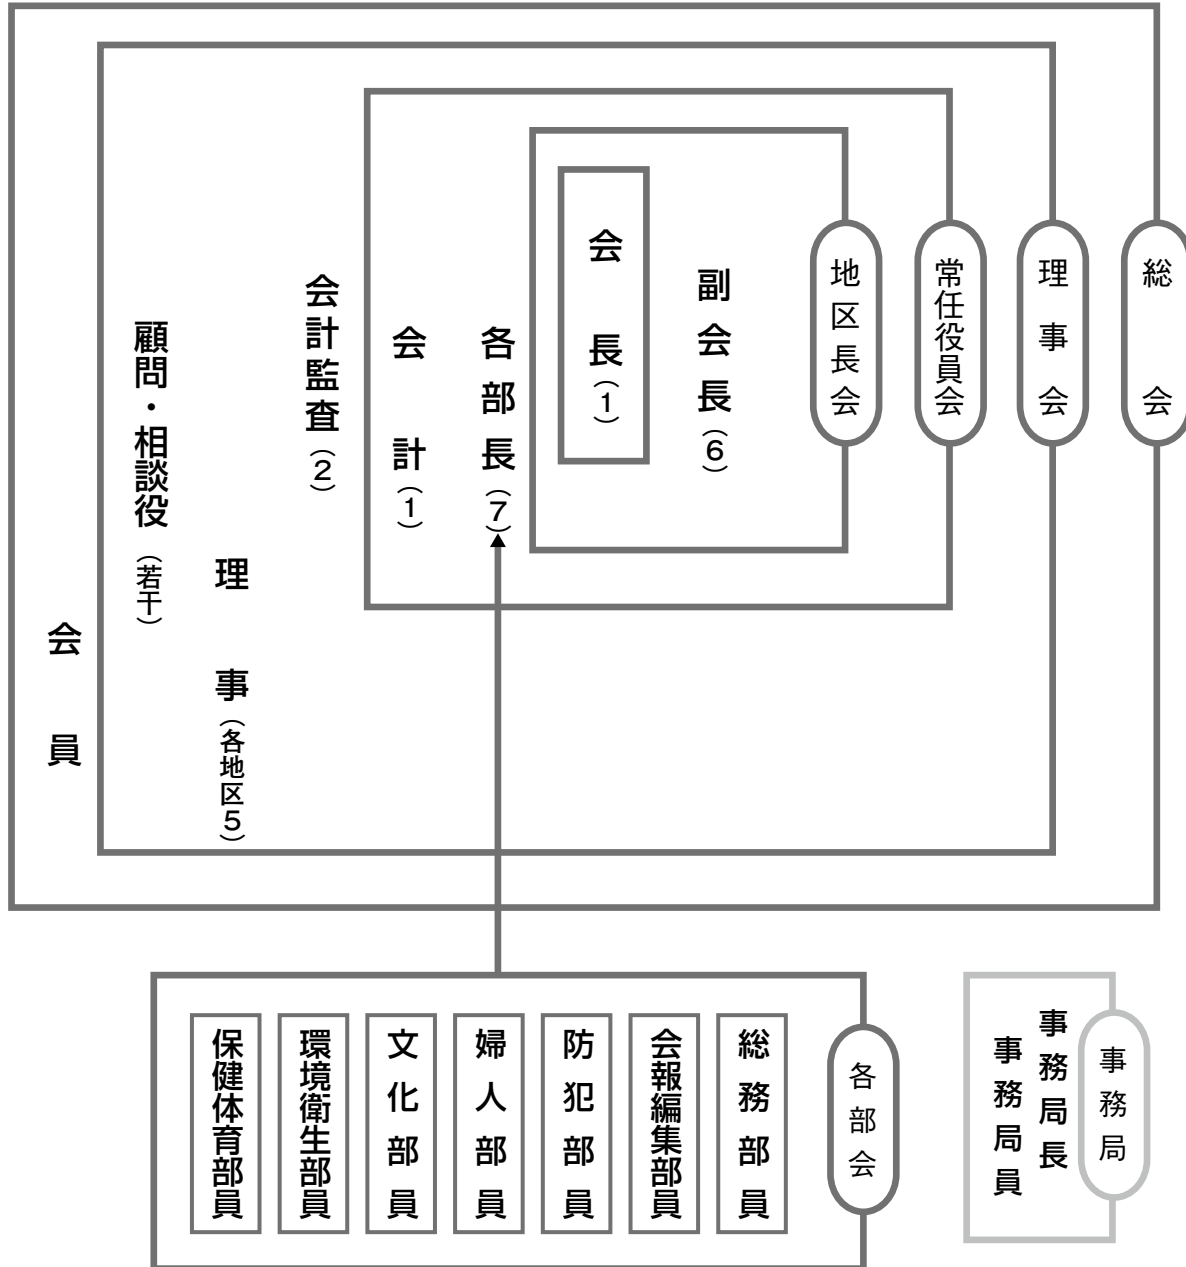 総会
理事会
常任役員会
地区長会
副会長（6）
会長（1）
各部長（7）
会計（1）
会計監査（2）
理事（各地区5）
顧問・相談役（若干）
会員
事務局
事務局長
事務局員
各部会
総務部員
会報編集部員
防犯部員
婦人部員
文化部員
環境衛生部員
保健体育部員